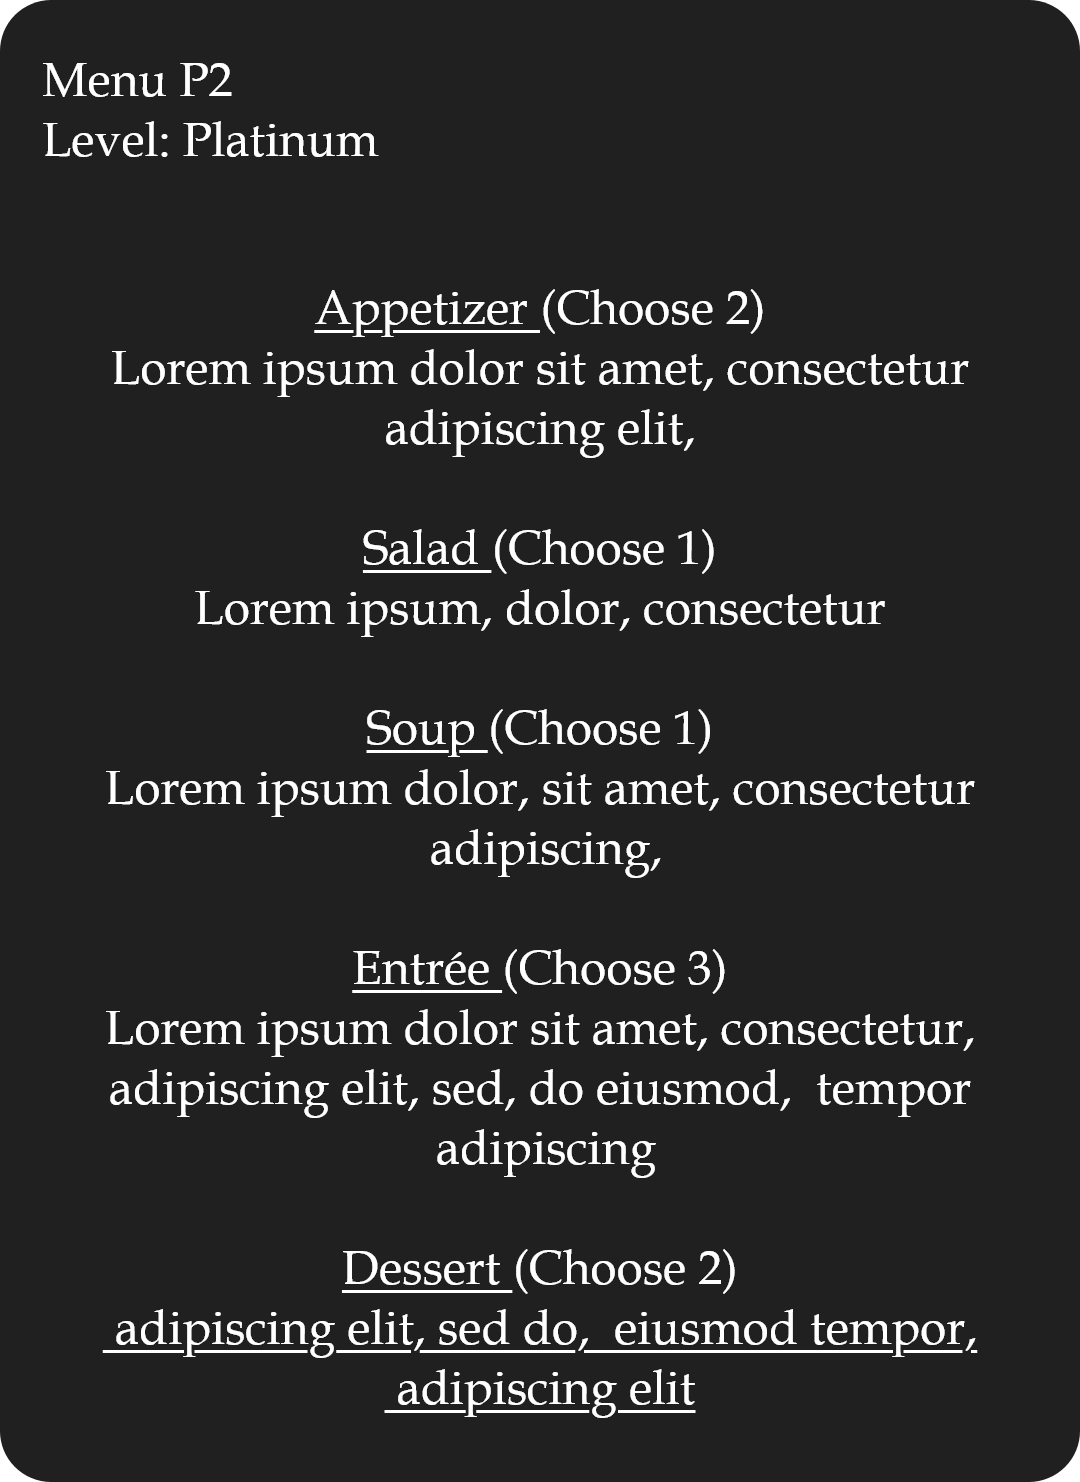 Menu P2
Level: Platinum
Appetizer (Choose 2)
Lorem ipsum dolor sit amet, consectetur
adipiscing elit,
Salad (Choose 1)
Lorem ipsum, dolor, consectetur
Soup (Choose 1)
Lorem ipsum dolor, sit amet, consectetur
adipiscing,
Entrée (Choose 3)
Lorem ipsum dolor sit amet, consectetur,
adipiscing elit, sed, do eiusmod,  tempor
adipiscing
Dessert (Choose 2)
adipiscing elit, sed do,  eiusmod tempor,
adipiscing elit